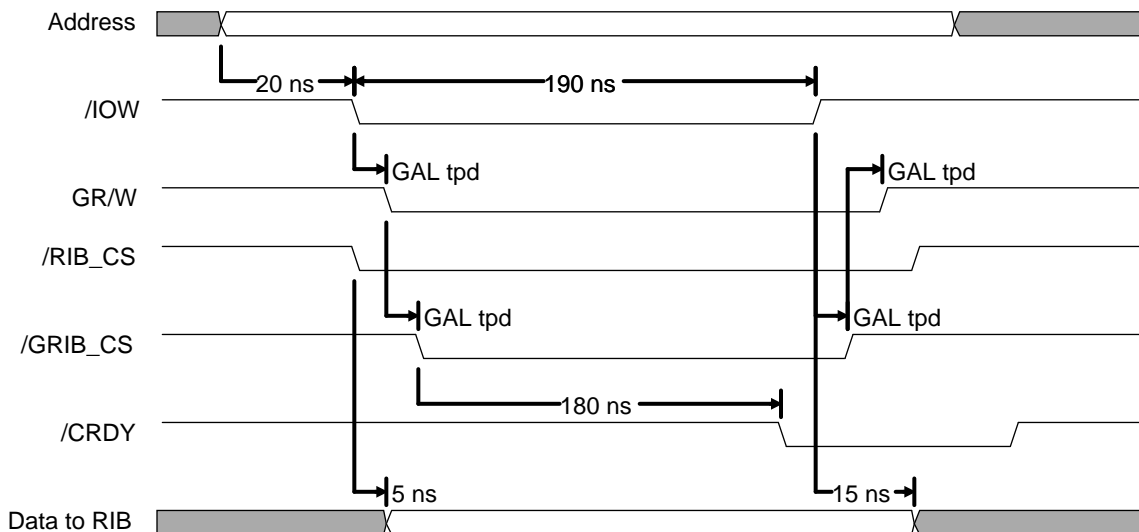 Address
20 ns
190 ns
/IOW
GAL tpd
GAL tpd
GR/W
/RIB_CS
GAL tpd
GAL tpd
/GRIB_CS
180 ns
/CRDY
5 ns
15 ns
Data to RIB